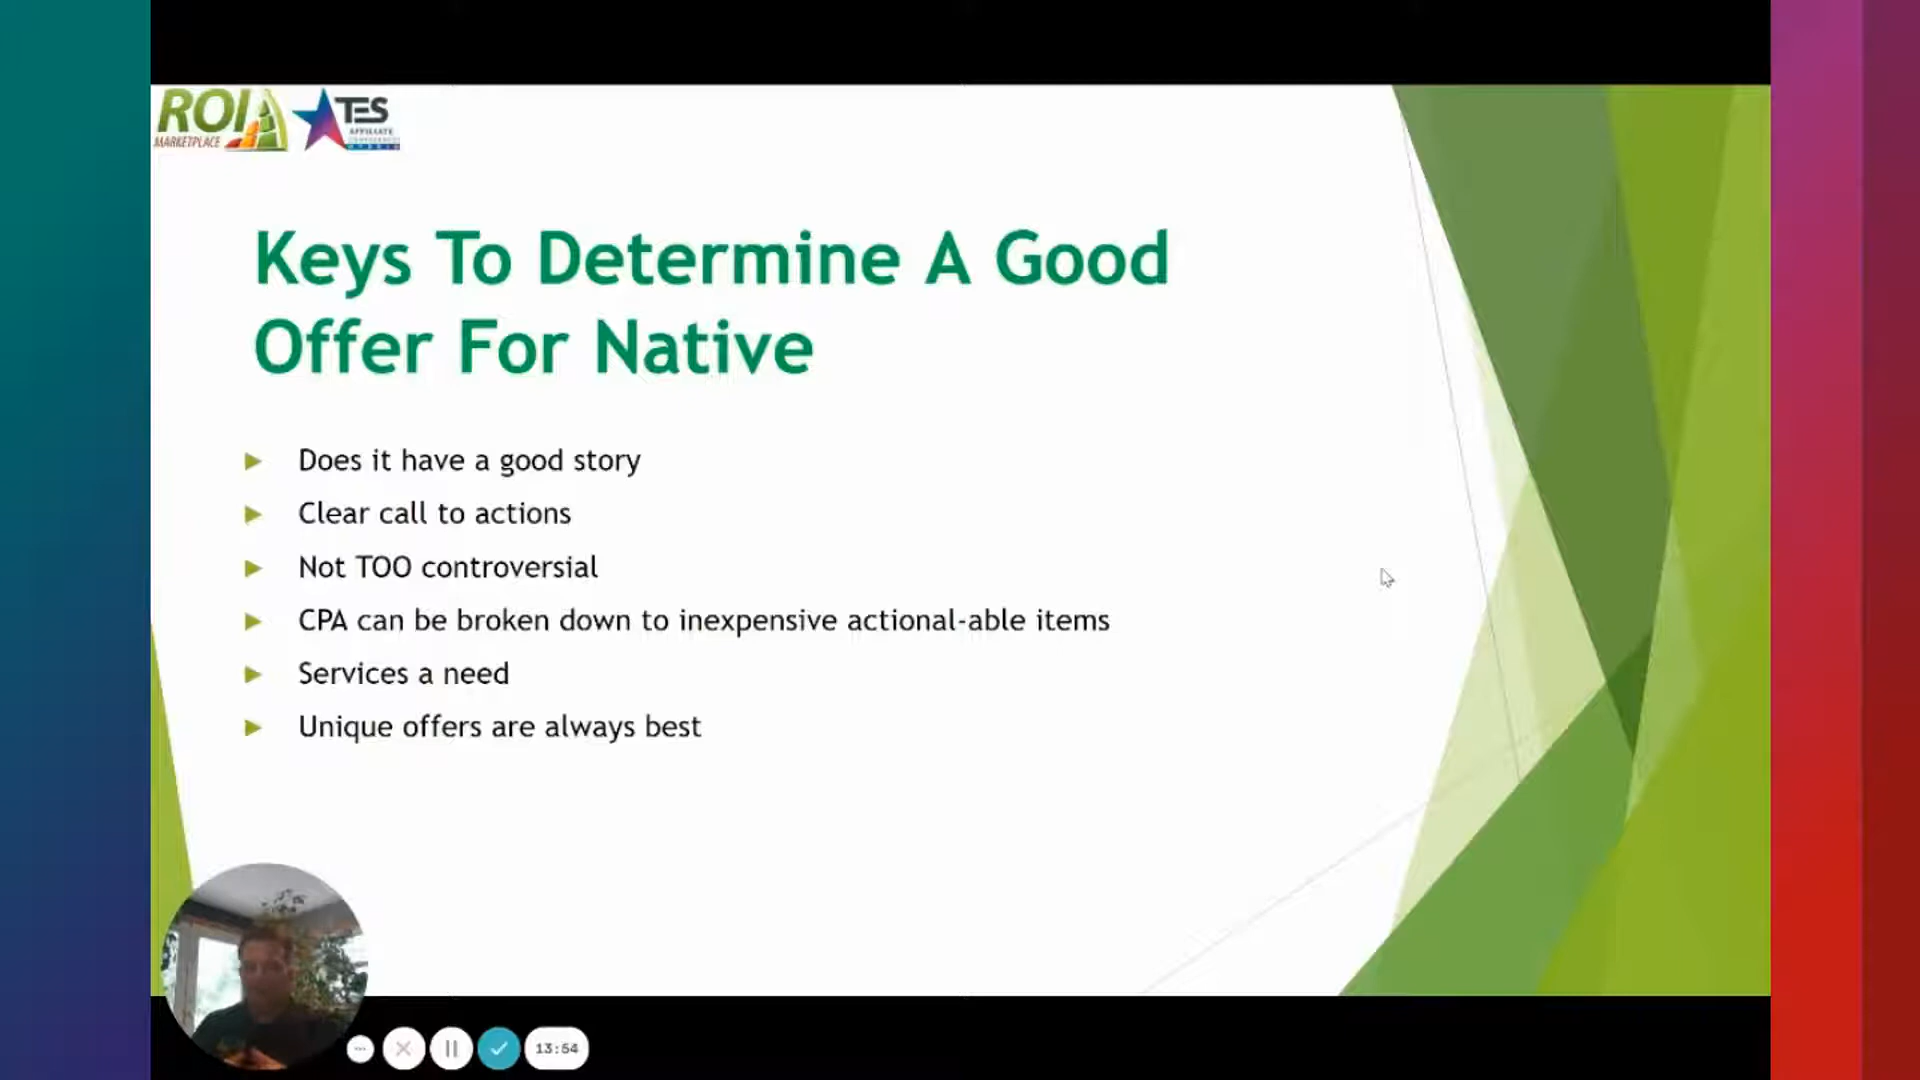 ROI
MARKETPLACE
TES
AFFILIATE
Keys To Determine A Good
Offer For Native
Does it have a good story
Clear call to actions
Not TOO controversial
CPA can be broken down to inexpensive actional-able items
Services a need
Unique offers are always best
13:54